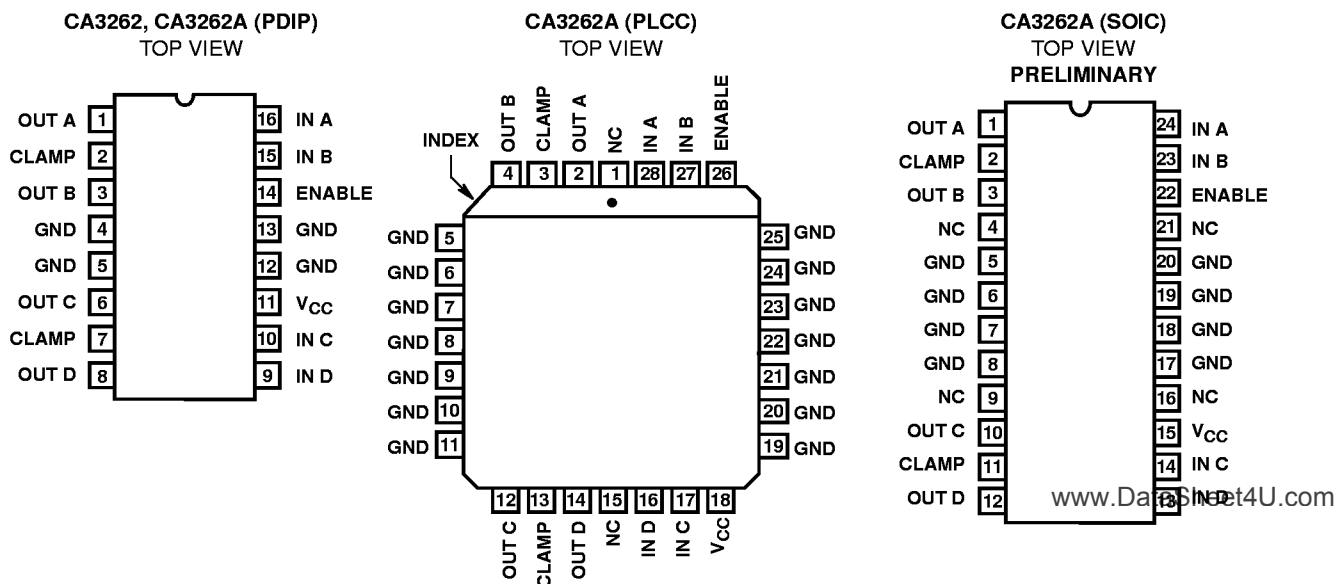 CA3262, CA3262A (PDIP)
TOP VIEW
OUT A 1 16 IN A
CLAMP 2 15 IN B
OUT B 3 14 ENABLE
GND 4 13 GND
GND 5 12 GND
OUT C 6 11 VCC
CLAMP 7 10 IN C
OUT D 8 9 IN D
CA3262A (PLCC)
TOP VIEW
INDEX
OUT B CLAMP OUT A NC IN A IN B ENABLE
4 3 2 1 28 27 26
GND 5 25 GND
GND 6 24 GND
GND 7 23 GND
GND 8 22 GND
GND 9 21 GND
GND 10 20 GND
GND 11 19 GND
12 13 14 15 16 17 18
OUT C CLAMP OUT D NC IN D IN C VCC
CA3262A (SOIC)
TOP VIEW
PRELIMINARY
OUT A 1 24 IN A
CLAMP 2 23 IN B
OUT B 3 22 ENABLE
NC 4 21 NC
GND 5 20 GND
GND 6 19 GND
GND 7 18 GND
GND 8 17 GND
NC 9 16 NC
OUT C 10 15 VCC
CLAMP 11 14 IN C
OUT D 12 13 IN D
www.DataSheet4U.com